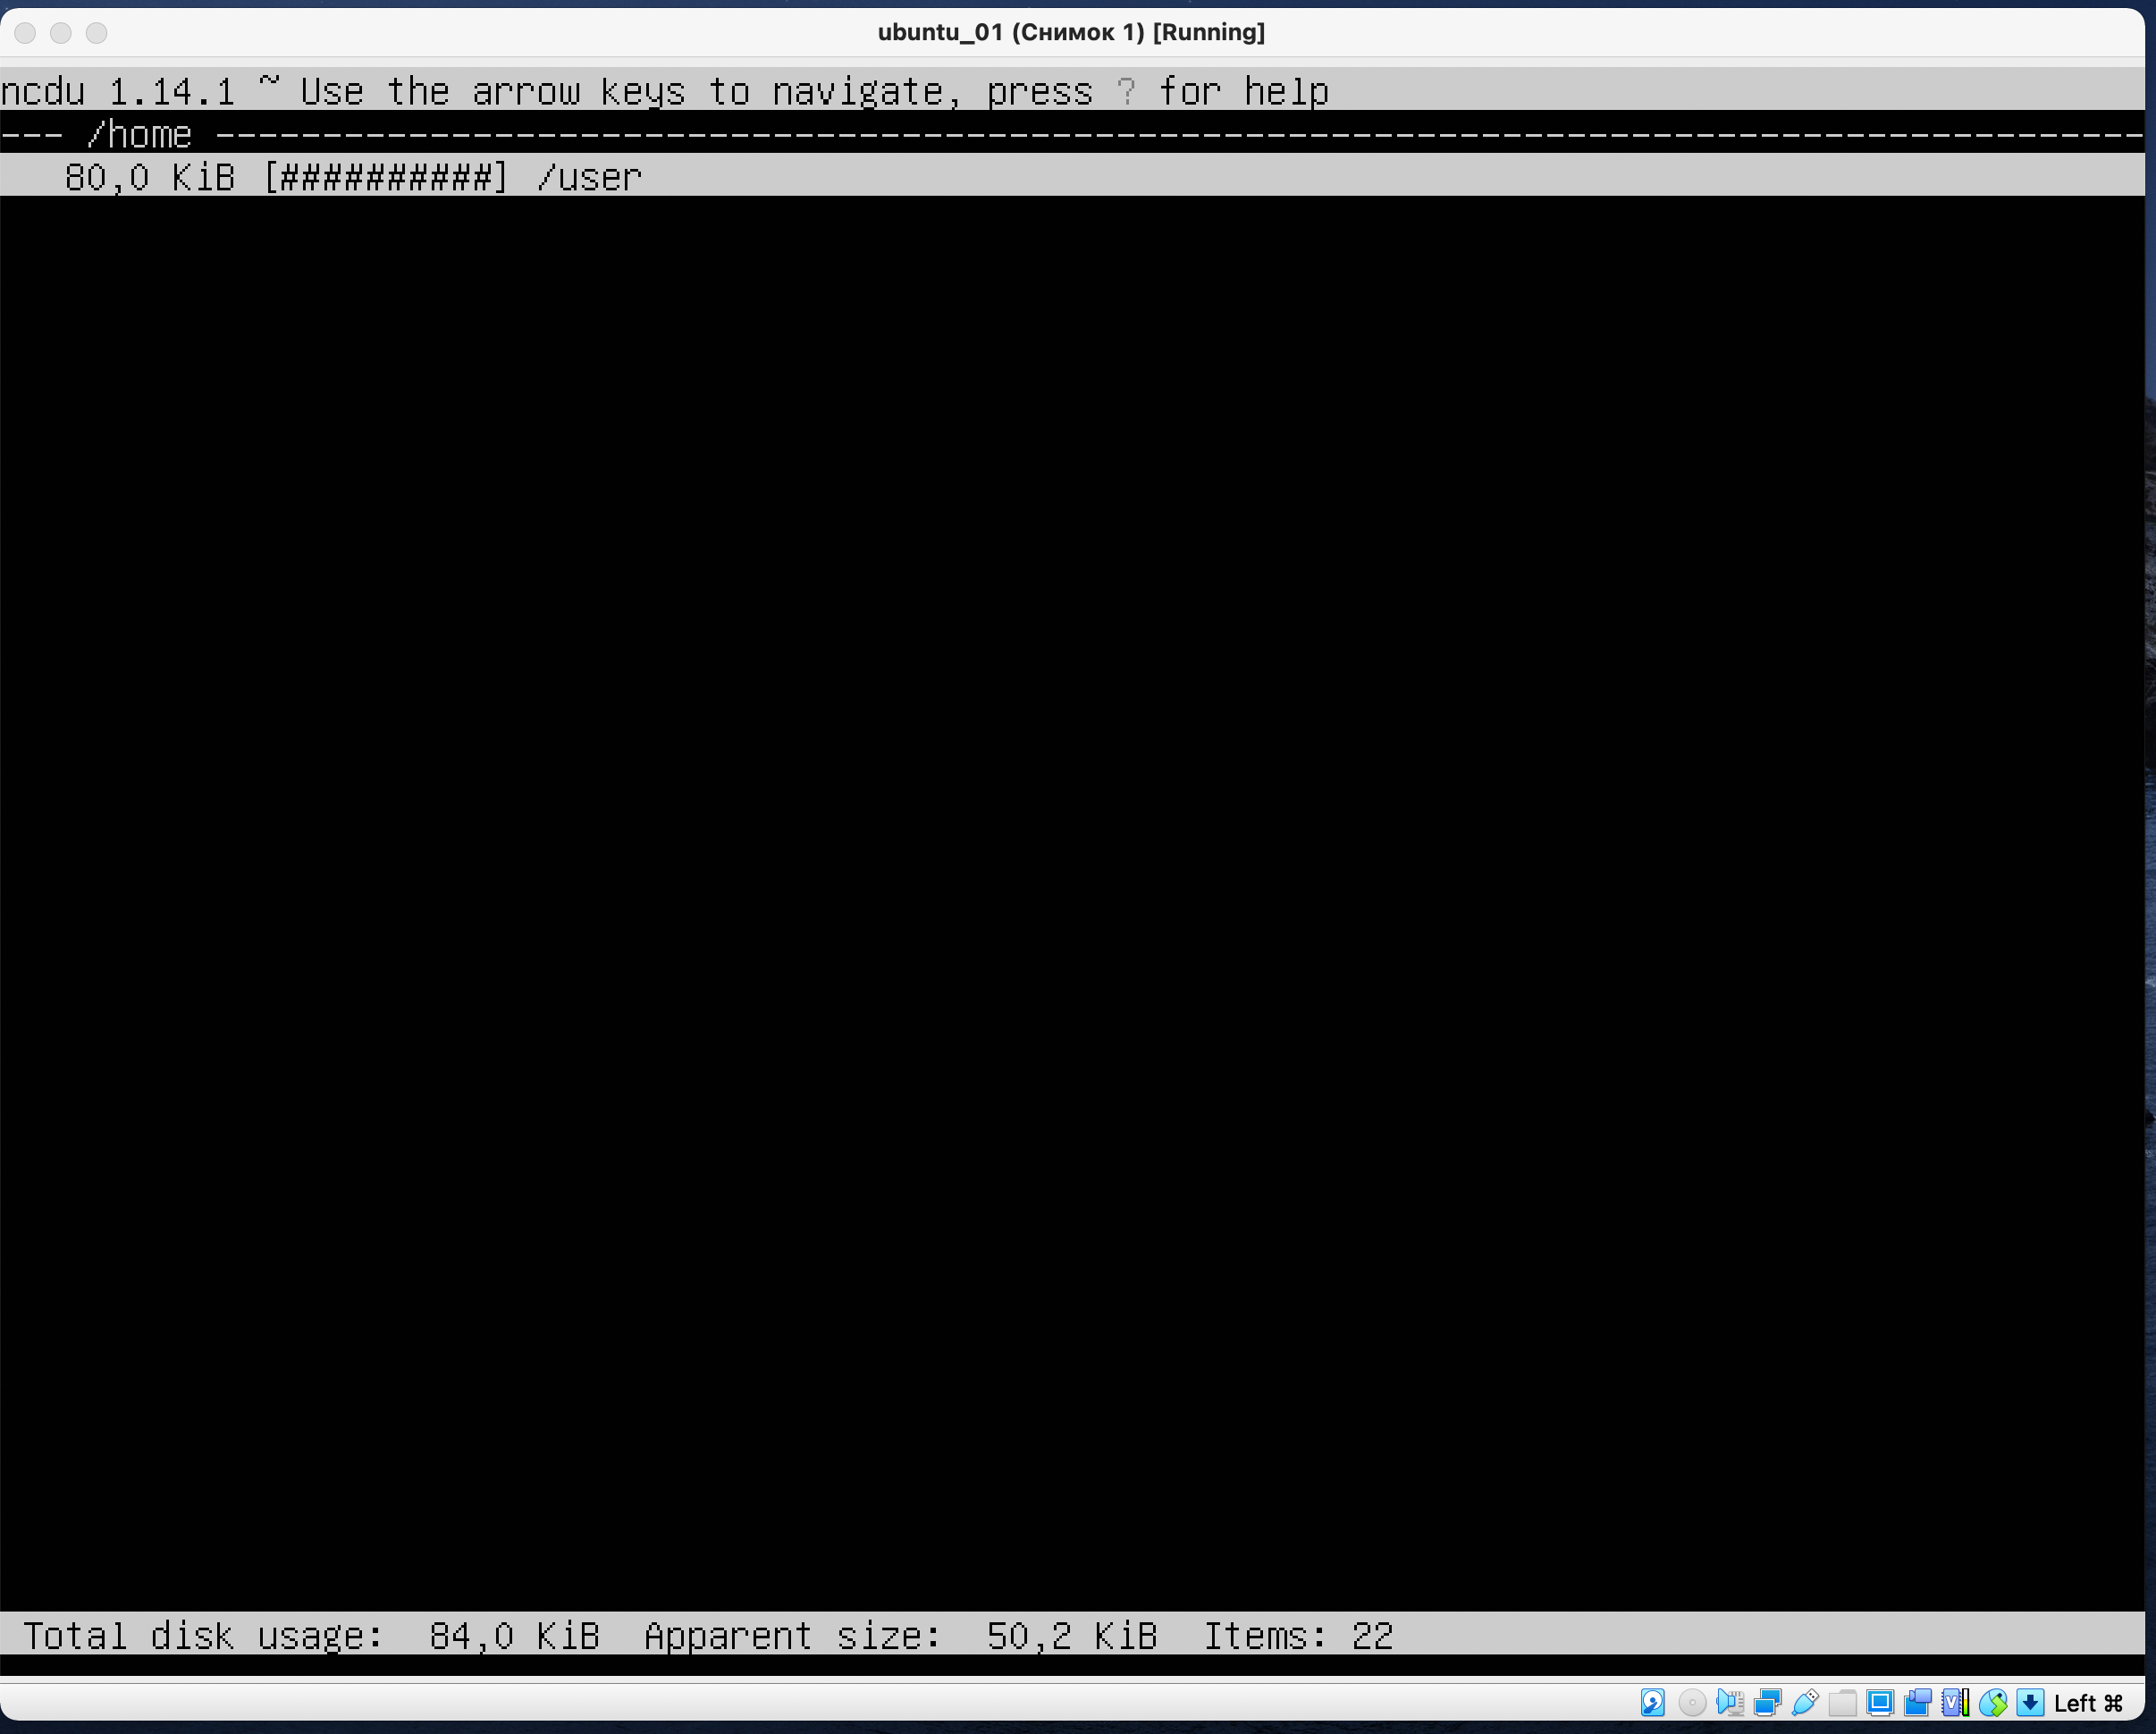 ubuntu_01 (Снимок 1) [Running]
ncdu 1.14.1 ~ Use the arrow keys to navigate, press ? for help
--- /home ------------------------------------------------------------------------------------------
80,0 KiB [##########] /user
Total disk usage: 84,0 KiB Apparent size: 50,2 KiB Items: 22
Left ⌘